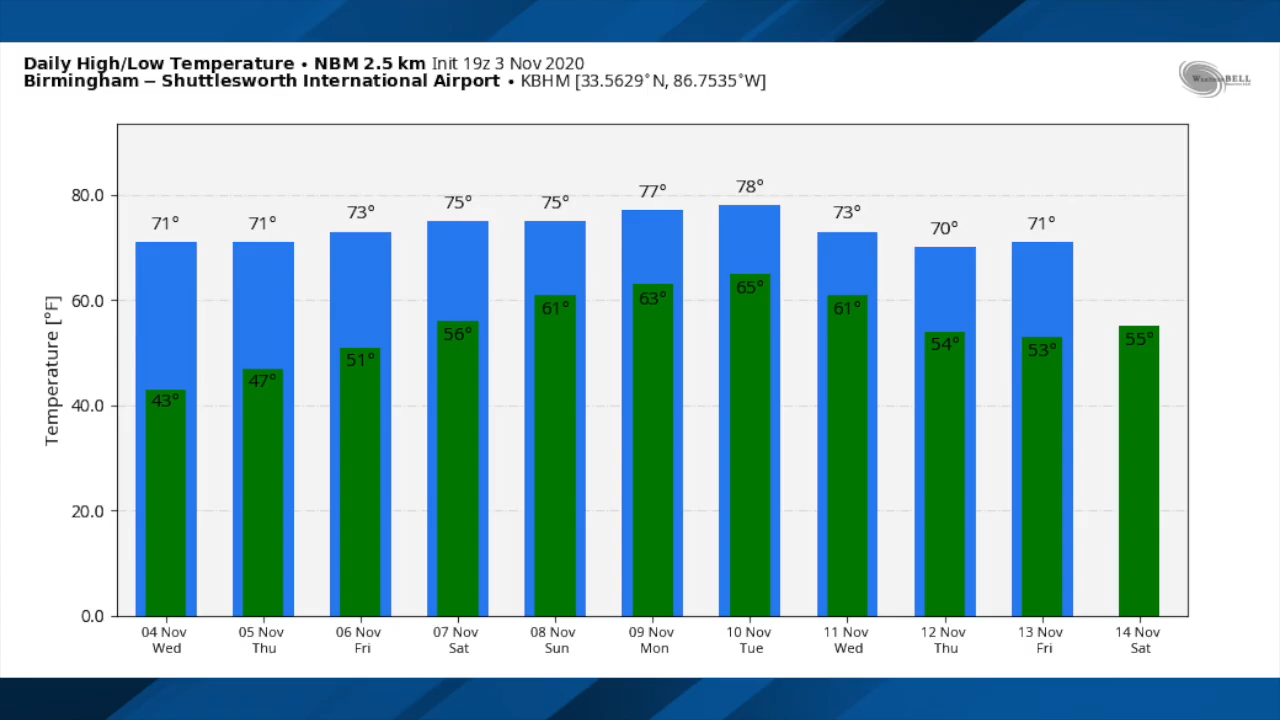 Daily High/Low Temperature • NBM 2.5 km Init 19z 3 Nov 2020
Birmingham – Shuttlesworth International Airport • KBHM [33.5629°N, 86.7535°W]
WeatherBELL
Temperature [°F]
80.0
60.0
40.0
20.0
0.0
71° 71° 73° 75° 75° 77° 78° 73° 70° 71°
43° 47° 51° 56° 61° 63° 65° 61° 54° 53° 55°
04 Nov 05 Nov 06 Nov 07 Nov 08 Nov 09 Nov 10 Nov 11 Nov 12 Nov 13 Nov 14 Nov
Wed Thu Fri Sat Sun Mon Tue Wed Thu Fri Sat